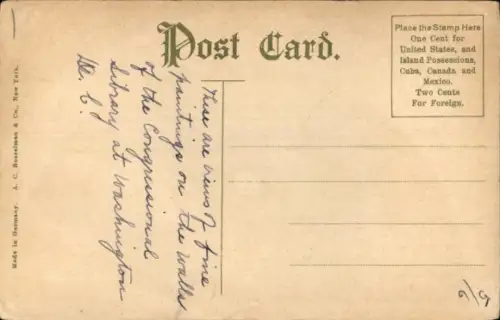 Post Card.
Place the Stamp Here
One Cent for
United States, and
Island Possessions,
Cuba, Canada and
Mexico.
Two Cents
For Foreign.
These are views of fine
paintings on the walls
of the Congressional
Library at Washington
D. C.
Made in Germany. A. C. Bosselman & Co., New York.
5/6